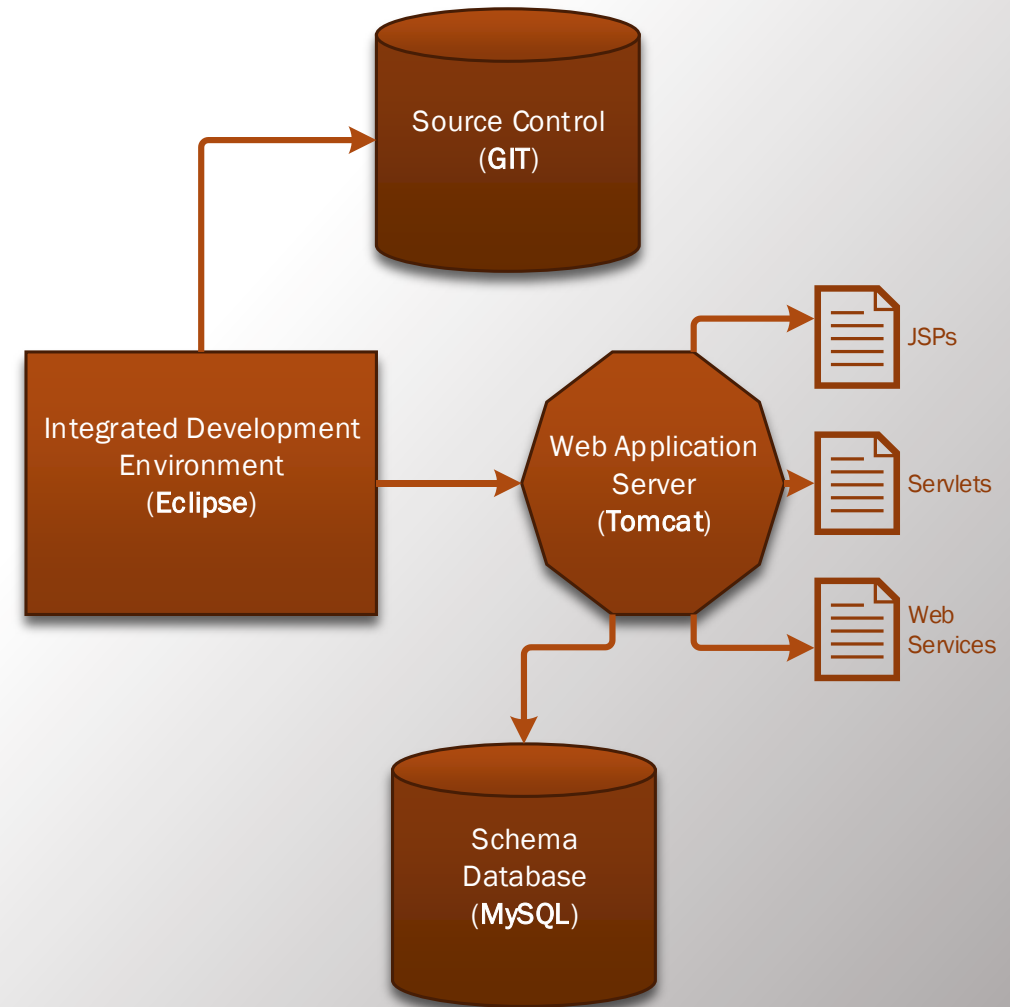 Source Control
(GIT)
JSPs
Integrated Development
Environment
(Eclipse)
Web Application
Server
(Tomcat)
Servlets
Web
Services
Schema
Database
(MySQL)